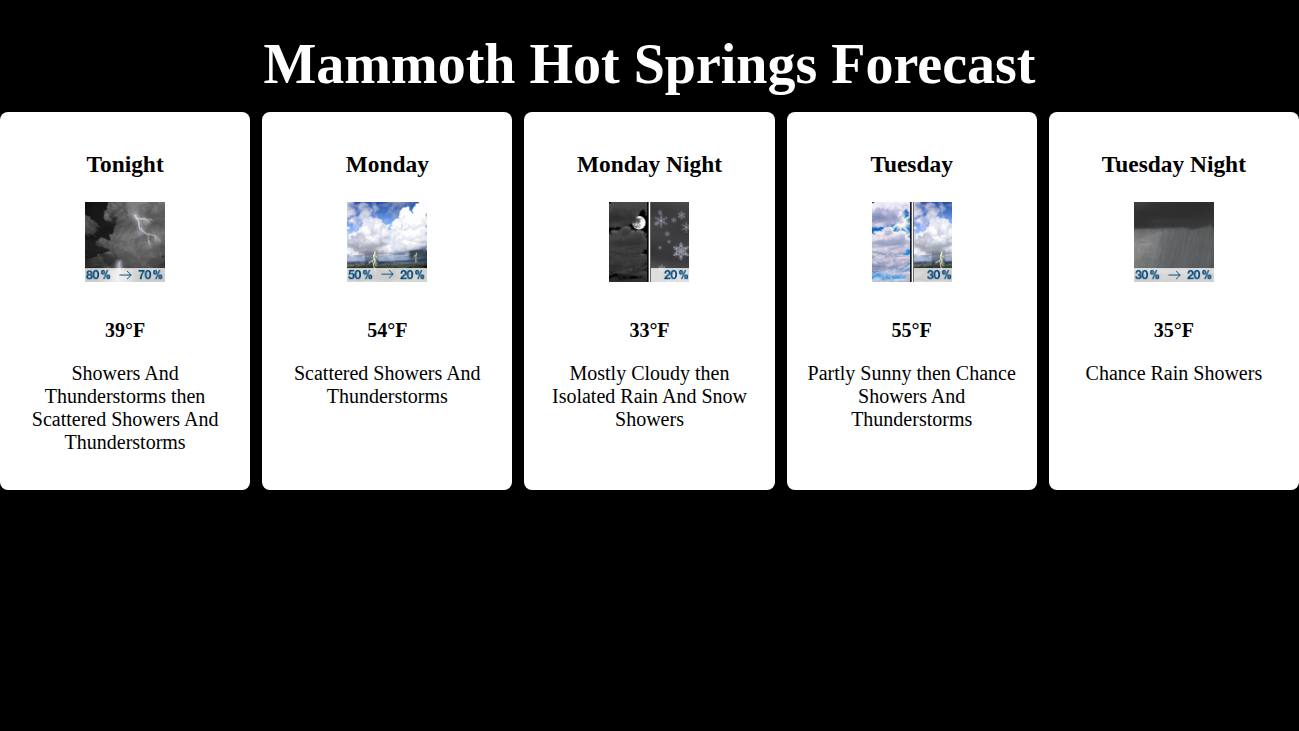 Mammoth Hot Springs Forecast
Tonight
80% → 70%
39°F
Showers And
Thunderstorms then
Scattered Showers And
Thunderstorms
Monday
50% → 20%
54°F
Scattered Showers And
Thunderstorms
Monday Night
20%
33°F
Mostly Cloudy then
Isolated Rain And Snow
Showers
Tuesday
30%
55°F
Partly Sunny then Chance
Showers And
Thunderstorms
Tuesday Night
30% → 20%
35°F
Chance Rain Showers